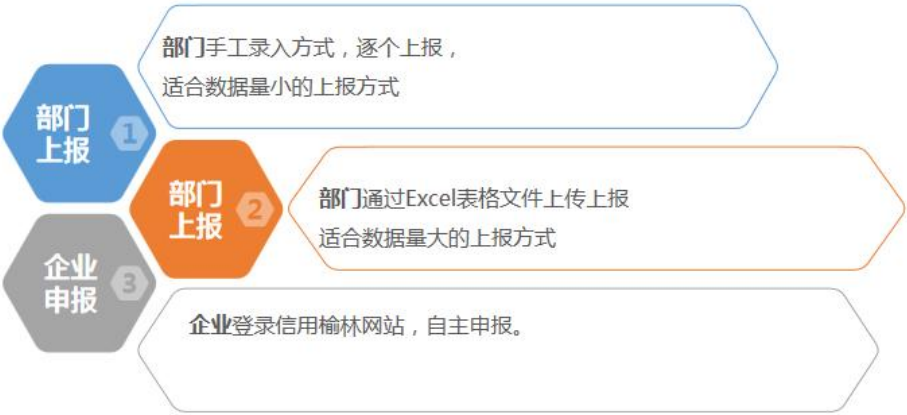 部门手工录入方式，逐个上报，
适合数据量小的上报方式
部门
上报
1
部门
上报
2
部门通过Excel表格文件上传上报
适合数据量大的上报方式
企业
申报
3
企业登录信用榆林网站，自主申报。